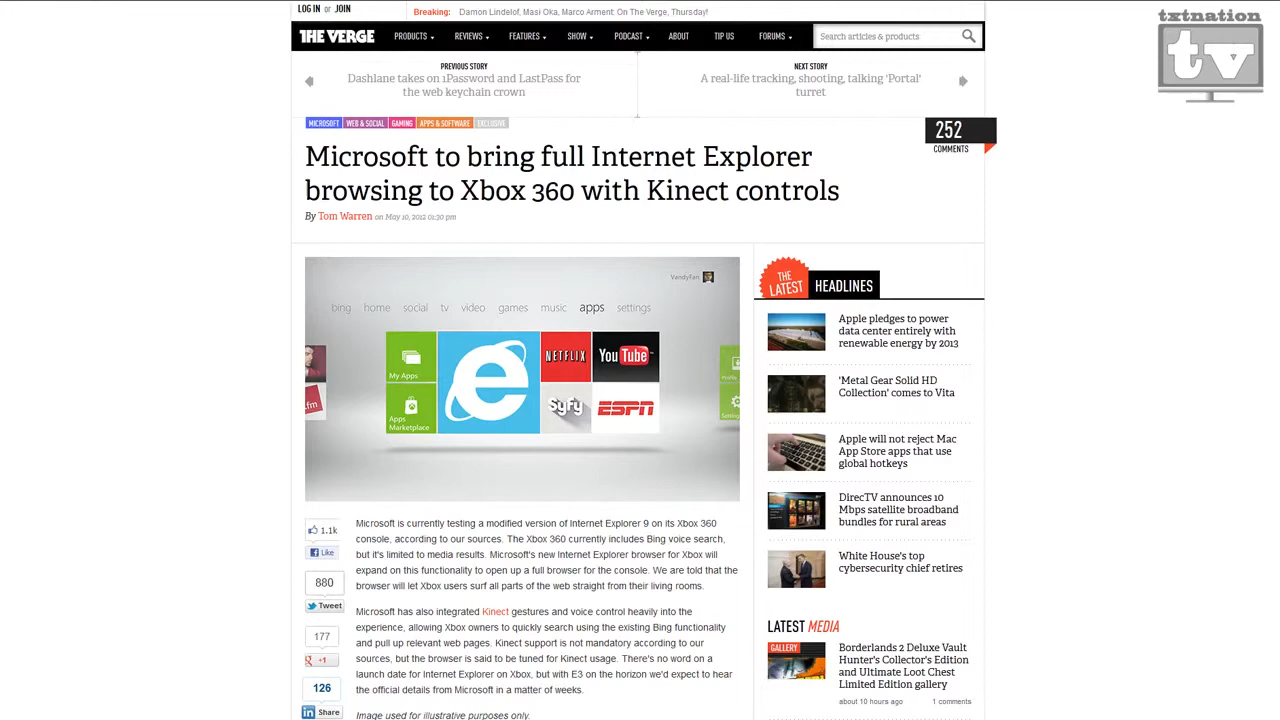 LOG IN or JOIN
Breaking: Damon Lindelof, Masi Oka, Marco Arment: On The Verge, Thursday!
txtnation
tv
THE VERGE
PRODUCTS
REVIEWS
FEATURES
SHOW
PODCAST
ABOUT
TIP US
FORUMS
Search articles & products
PREVIOUS STORY
Dashlane takes on 1Password and LastPass for
the web keychain crown
NEXT STORY
A real-life tracking, shooting, talking 'Portal'
turret
MICROSOFT
WEB & SOCIAL
GAMING
APPS & SOFTWARE
EXCLUSIVE
252
COMMENTS
Microsoft to bring full Internet Explorer
browsing to Xbox 360 with Kinect controls
By Tom Warren on May 10, 2012 01:30 pm
VandyFan
bing home social tv video games music apps settings
My Apps
NETFLIX
YouTube
Apps
Marketplace
Syfy
ESPN
.fm
Microsoft is currently testing a modified version of Internet Explorer 9 on its Xbox 360
console, according to our sources. The Xbox 360 currently includes Bing voice search,
but it's limited to media results. Microsoft's new Internet Explorer browser for Xbox will
expand on this functionality to open up a full browser for the console. We are told that the
browser will let Xbox users surf all parts of the web straight from their living rooms.
Microsoft has also integrated Kinect gestures and voice control heavily into the
experience, allowing Xbox owners to quickly search using the existing Bing functionality
and pull up relevant web pages. Kinect support is not mandatory according to our
sources, but the browser is said to be tuned for Kinect usage. There's no word on a
launch date for Internet Explorer on Xbox, but with E3 on the horizon we'd expect to hear
the official details from Microsoft in a matter of weeks.
Image used for illustrative purposes only.
1.1k
Like
880
Tweet
177
+1
126
Share
THE LATEST HEADLINES
Apple pledges to power
data center entirely with
renewable energy by 2013
'Metal Gear Solid HD
Collection' comes to Vita
Apple will not reject Mac
App Store apps that use
global hotkeys
DirecTV announces 10
Mbps satellite broadband
bundles for rural areas
White House's top
cybersecurity chief retires
LATEST MEDIA
GALLERY
Borderlands 2 Deluxe Vault
Hunter's Collector's Edition
and Ultimate Loot Chest
Limited Edition gallery
about 10 hours ago 1 comments